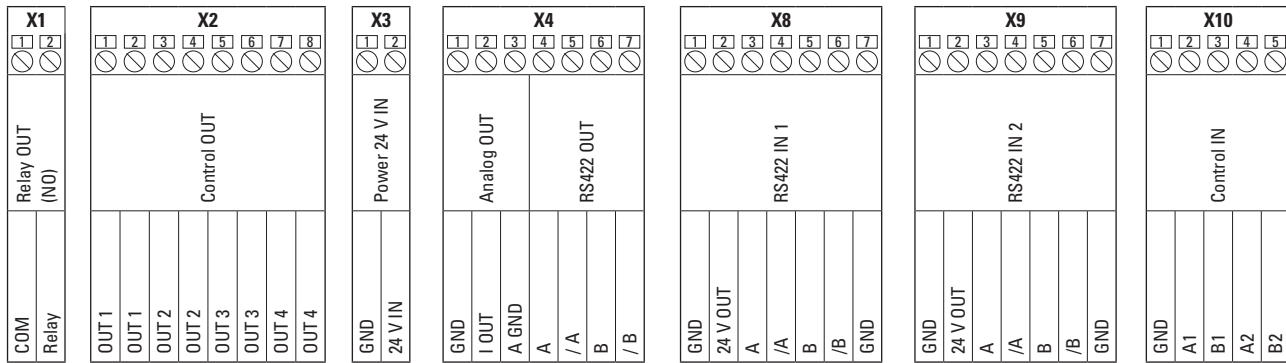 X1
1 2
Relay OUT
(NO)
COM
Relay
X2
1 2 3 4 5 6 7 8
Control OUT
OUT 1
OUT 1
OUT 2
OUT 2
OUT 3
OUT 3
OUT 4
OUT 4
X3
1 2
Power 24 V IN
GND
24 V IN
X4
1 2 3 4 5 6 7
Analog OUT
RS422 OUT
GND
I OUT
A GND
A
/ A
B
/ B
X8
1 2 3 4 5 6 7
RS422 IN 1
GND
24 V OUT
A
/A
B
/B
GND
X9
1 2 3 4 5 6 7
RS422 IN 2
GND
24 V OUT
A
/A
B
/B
GND
X10
1 2 3 4 5
Control IN
GND
A1
B1
A2
B2